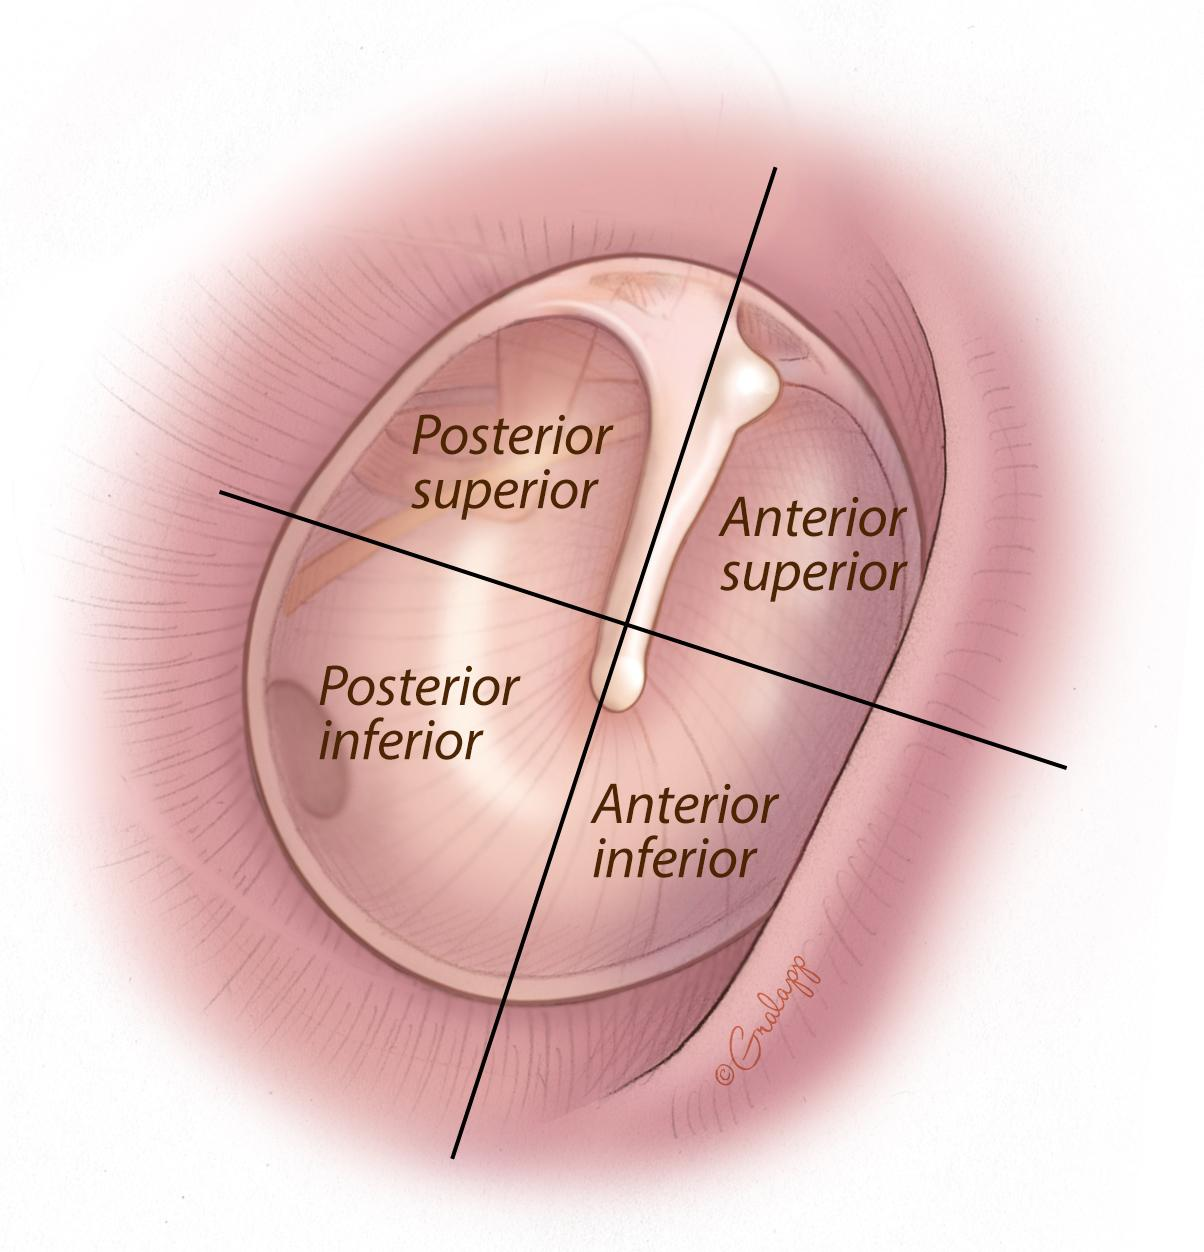 Posterior
superior
Anterior
superior
Posterior
inferior
Anterior
inferior
©Gralapp